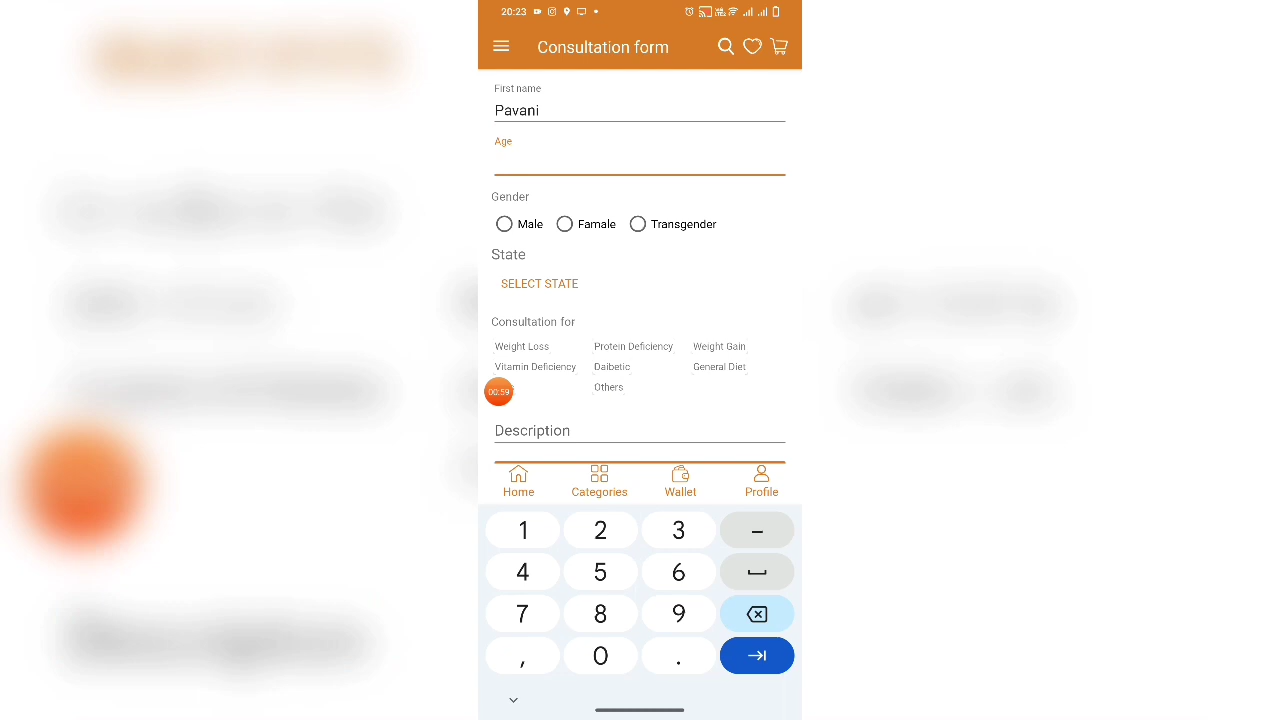 20:23
Consultation form
First name
Pavani
Age
Gender
Male Famale Transgender
State
SELECT STATE
Consultation for
Weight Loss Protein Deficiency Weight Gain
Vitamin Deficiency Daibetic General Diet
00:59 Others
Description
Home Categories Wallet Profile
1 2 3 –
4 5 6
7 8 9
, 0 .